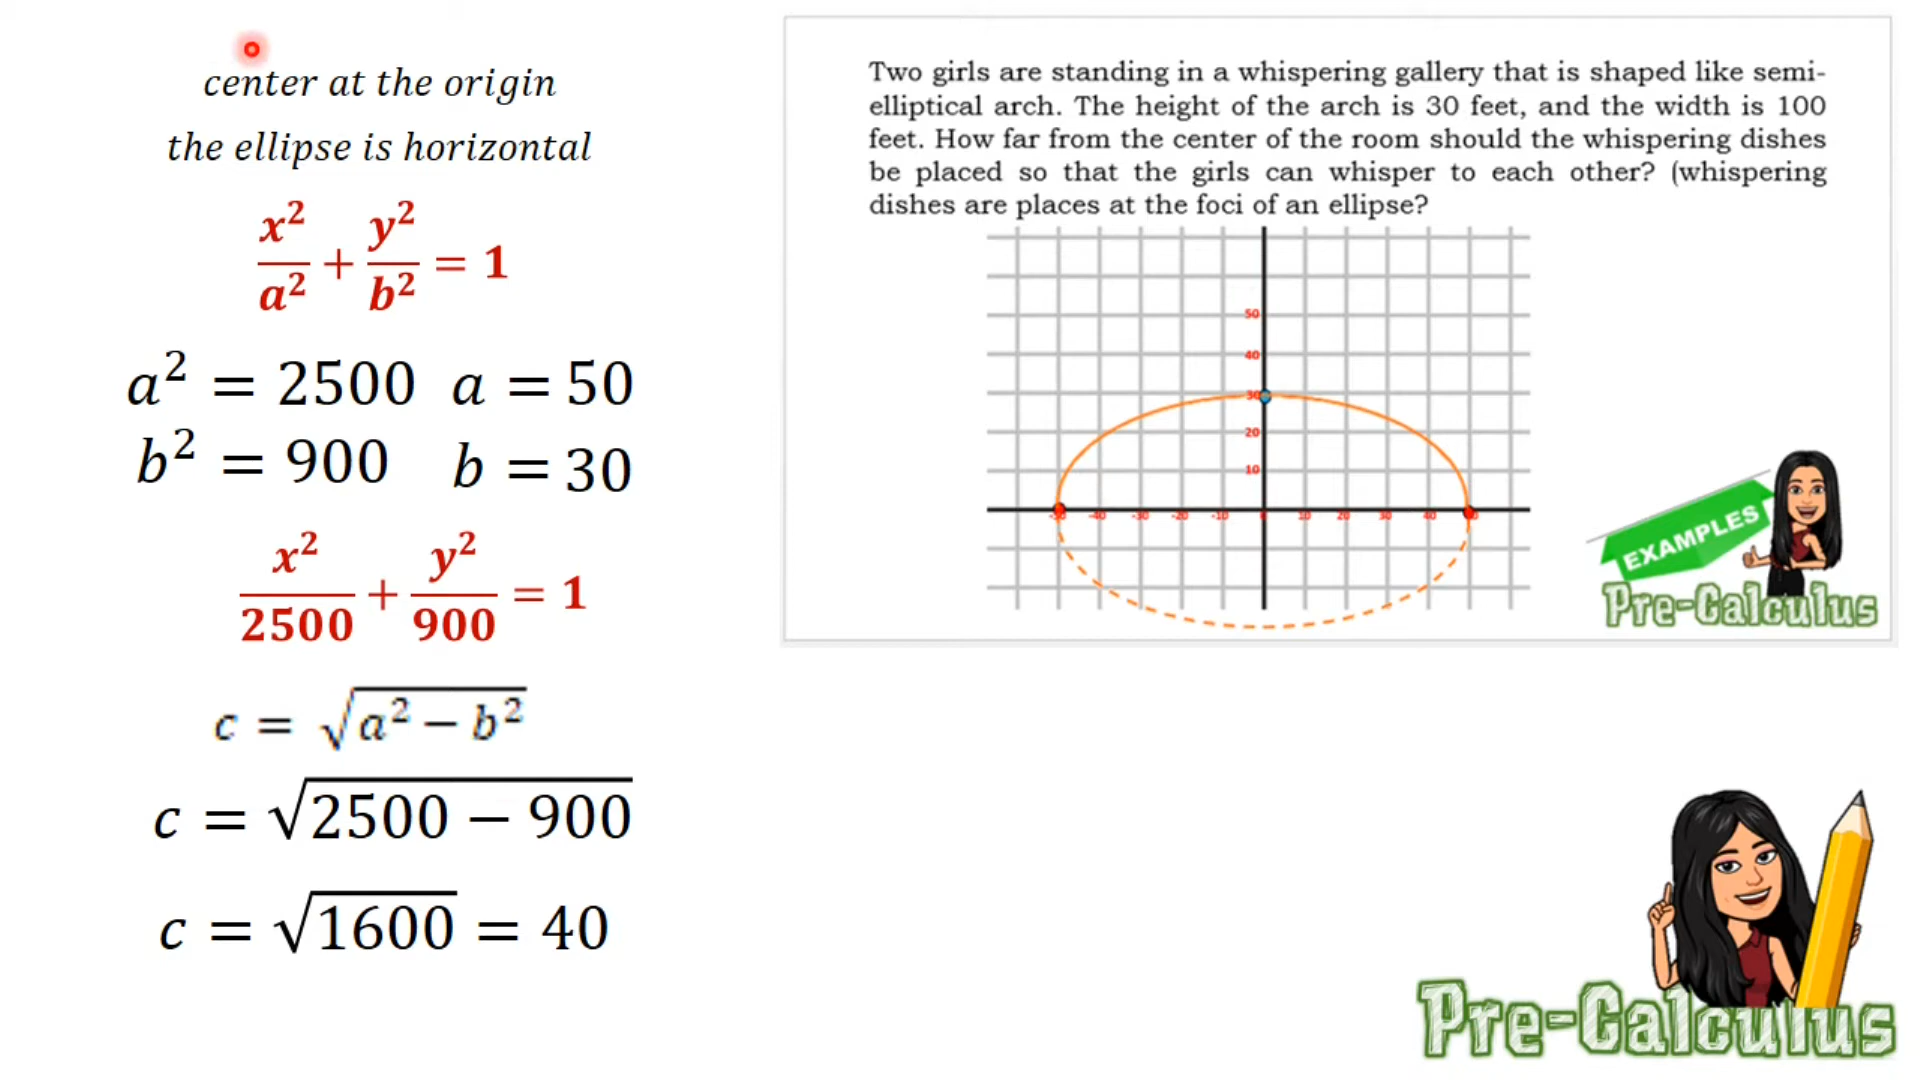 center at the origin
the ellipse is horizontal
x²/a² + y²/b² = 1
a² = 2500 a = 50
b² = 900 b = 30
x²/2500 + y²/900 = 1
c = √(a² − b²)
c = √(2500 − 900)
c = √1600 = 40
Two girls are standing in a whispering gallery that is shaped like semi-
elliptical arch. The height of the arch is 30 feet, and the width is 100
feet. How far from the center of the room should the whispering dishes
be placed so that the girls can whisper to each other? (whispering
dishes are places at the foci of an ellipse?
50
40
30
20
10
-40 -30 -20 -10 10 20 30 40
EXAMPLES
Pre-Calculus
Pre-Calculus